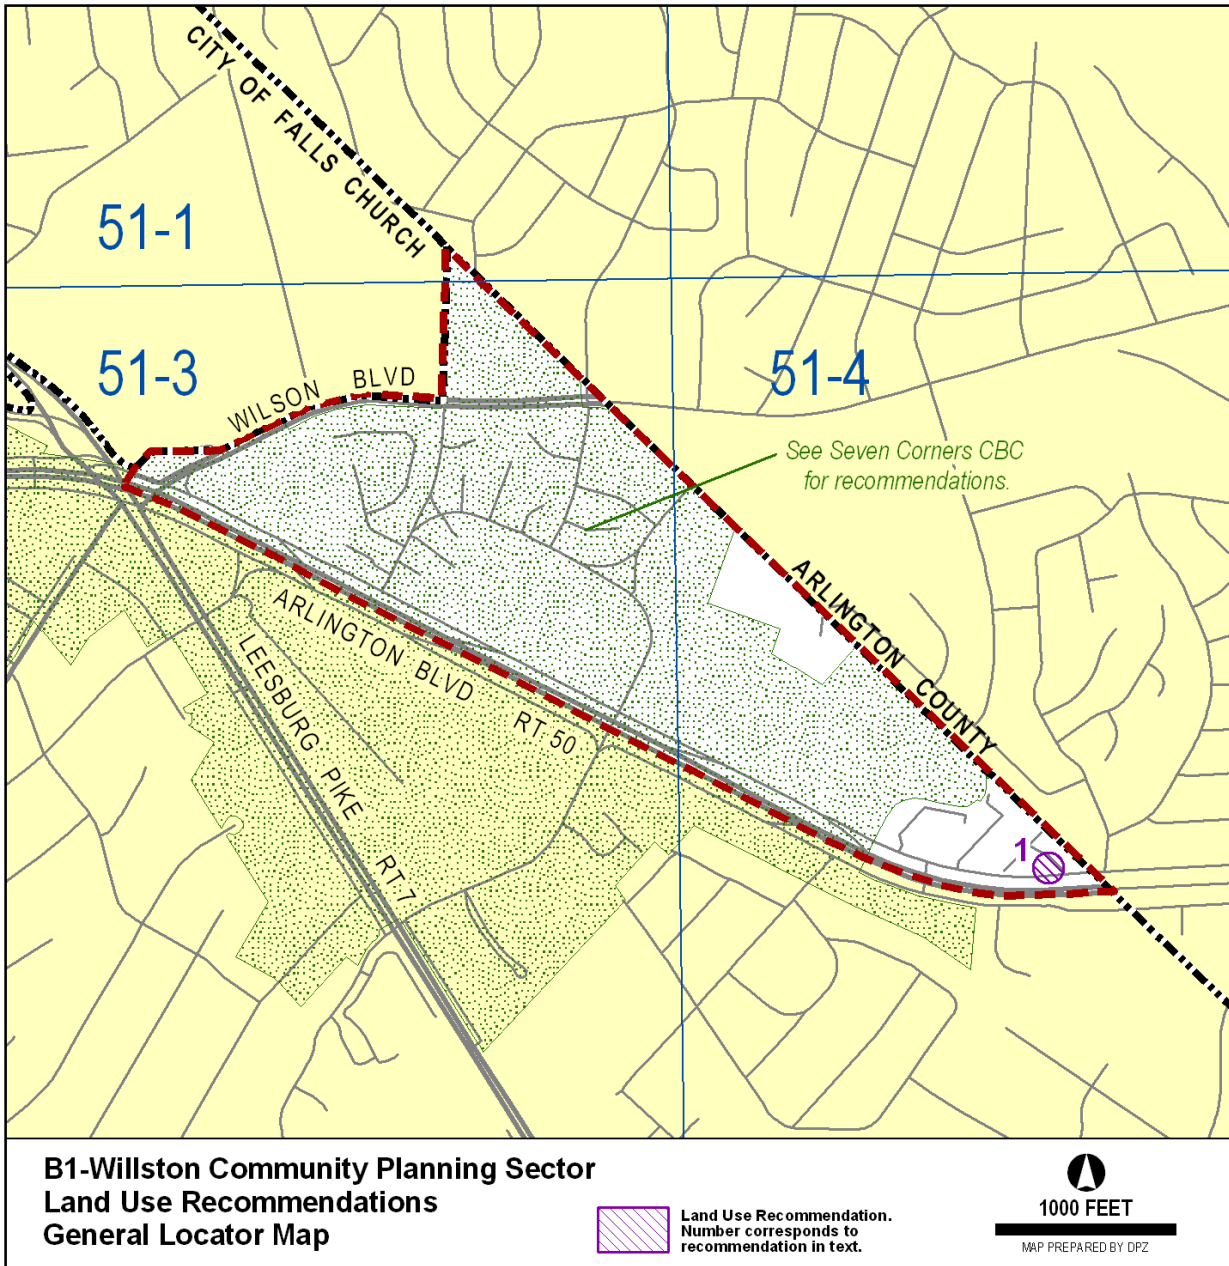 CITY OF FALLS CHURCH
51-1
51-3
51-4
WILSON BLVD
See Seven Corners CBC
for recommendations.
ARLINGTON COUNTY
ARLINGTON BLVD
RT 50
LEESBURG PIKE RT 7
1
B1-Willston Community Planning Sector
Land Use Recommendations
General Locator Map
Land Use Recommendation.
Number corresponds to
recommendation in text.
1000 FEET
MAP PREPARED BY DPZ